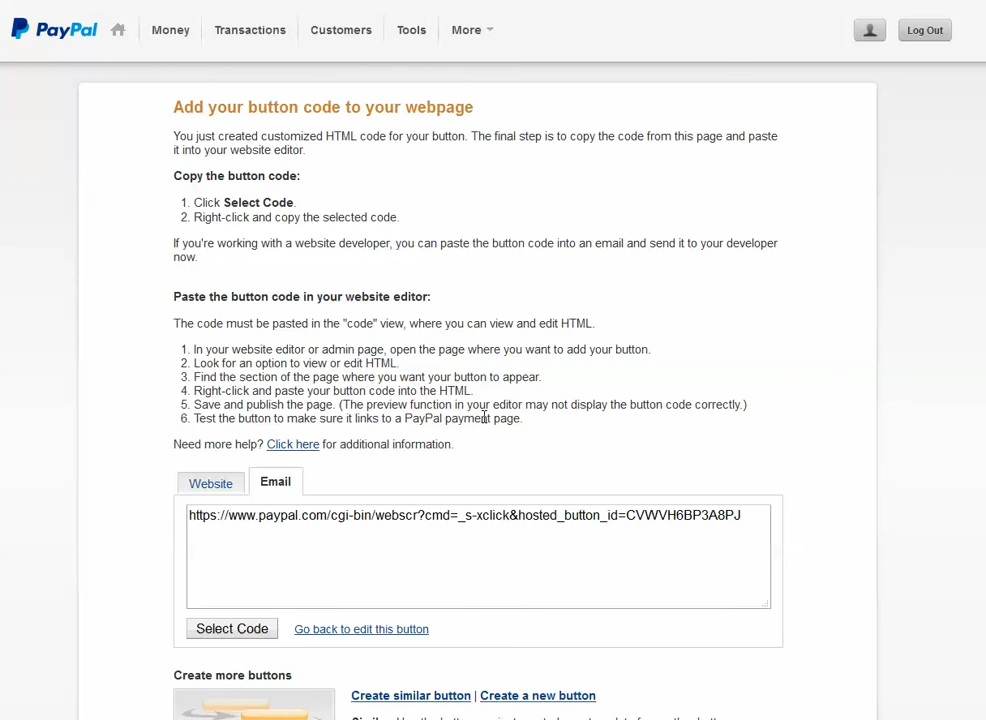 PayPal Money Transactions Customers Tools More Log Out
Add your button code to your webpage
You just created customized HTML code for your button. The final step is to copy the code from this page and paste
it into your website editor.
Copy the button code:
1. Click Select Code.
2. Right-click and copy the selected code.
If you're working with a website developer, you can paste the button code into an email and send it to your developer
now.
Paste the button code in your website editor:
The code must be pasted in the "code" view, where you can view and edit HTML.
1. In your website editor or admin page, open the page where you want to add your button.
2. Look for an option to view or edit HTML.
3. Find the section of the page where you want your button to appear.
4. Right-click and paste your button code into the HTML.
5. Save and publish the page. (The preview function in your editor may not display the button code correctly.)
6. Test the button to make sure it links to a PayPal payment page.
Need more help? Click here for additional information.
Website Email
https://www.paypal.com/cgi-bin/webscr?cmd=_s-xclick&hosted_button_id=CVWVH6BP3A8PJ
Select Code Go back to edit this button
Create more buttons
Create similar button | Create a new button